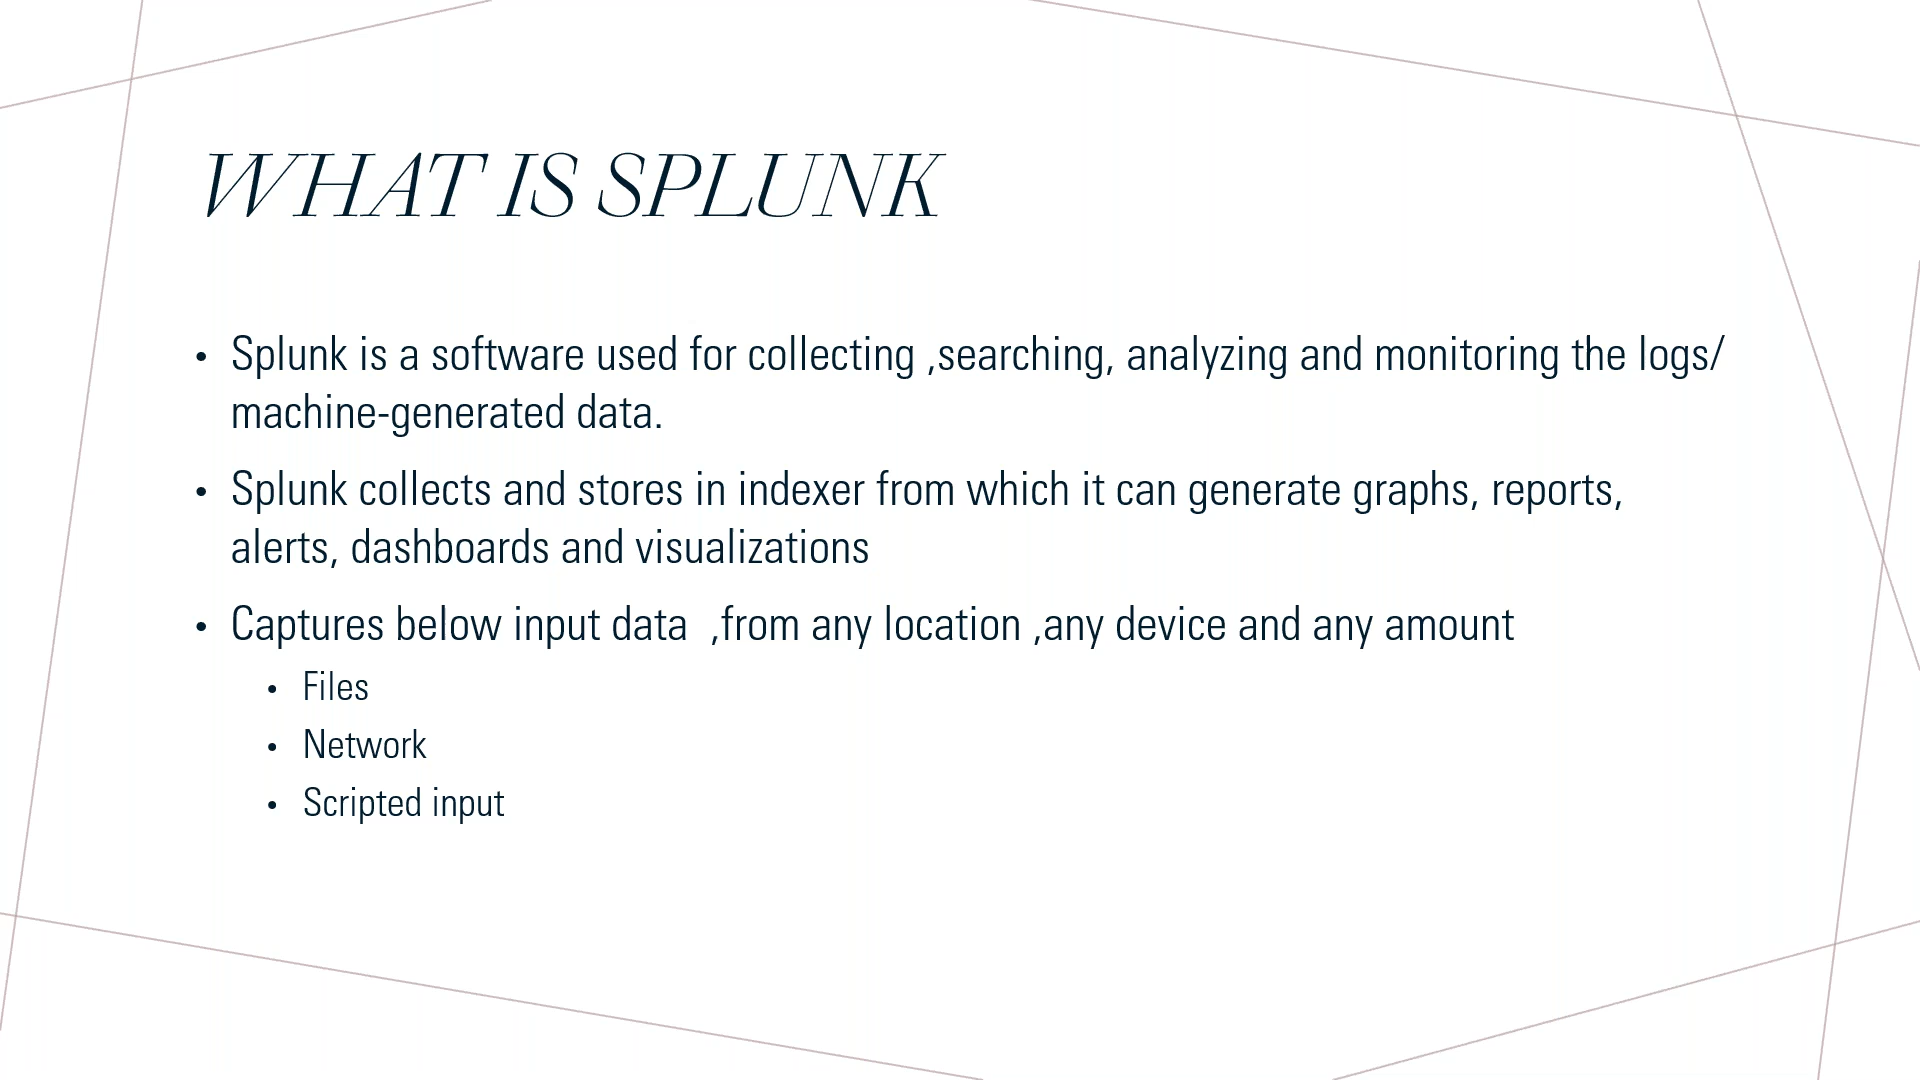 WHAT IS SPLUNK
• Splunk is a software used for collecting ,searching, analyzing and monitoring the logs/
machine-generated data.
• Splunk collects and stores in indexer from which it can generate graphs, reports,
alerts, dashboards and visualizations
• Captures below input data  ,from any location ,any device and any amount
• Files
• Network
• Scripted input